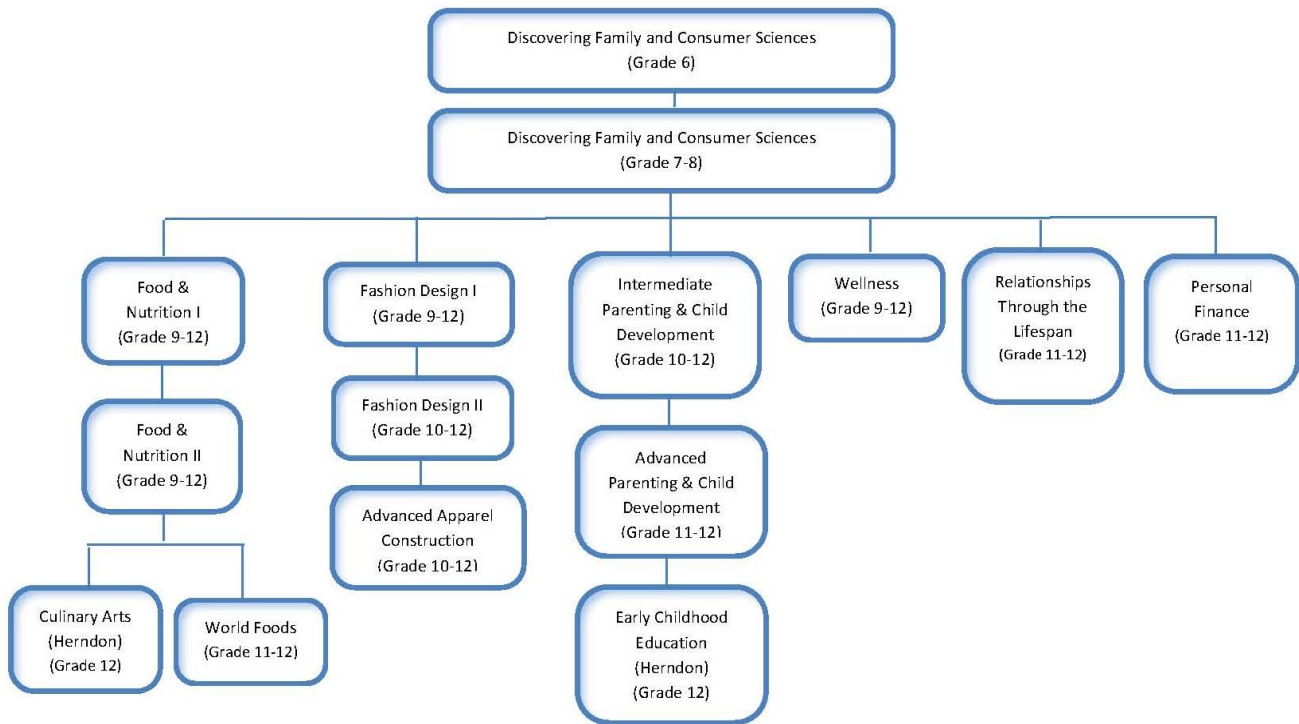 Discovering Family and Consumer Sciences
(Grade 6)
Discovering Family and Consumer Sciences
(Grade 7-8)
Food &
Nutrition I
(Grade 9-12)
Fashion Design I
(Grade 9-12)
Intermediate
Parenting & Child
Development
(Grade 10-12)
Wellness
(Grade 9-12)
Relationships
Through the
Lifespan
(Grade 11-12)
Personal
Finance
(Grade 11-12)
Food &
Nutrition II
(Grade 9-12)
Fashion Design II
(Grade 10-12)
Advanced
Parenting & Child
Development
(Grade 11-12)
Advanced Apparel
Construction
(Grade 10-12)
Culinary Arts
(Herndon)
(Grade 12)
World Foods
(Grade 11-12)
Early Childhood
Education
(Herndon)
(Grade 12)